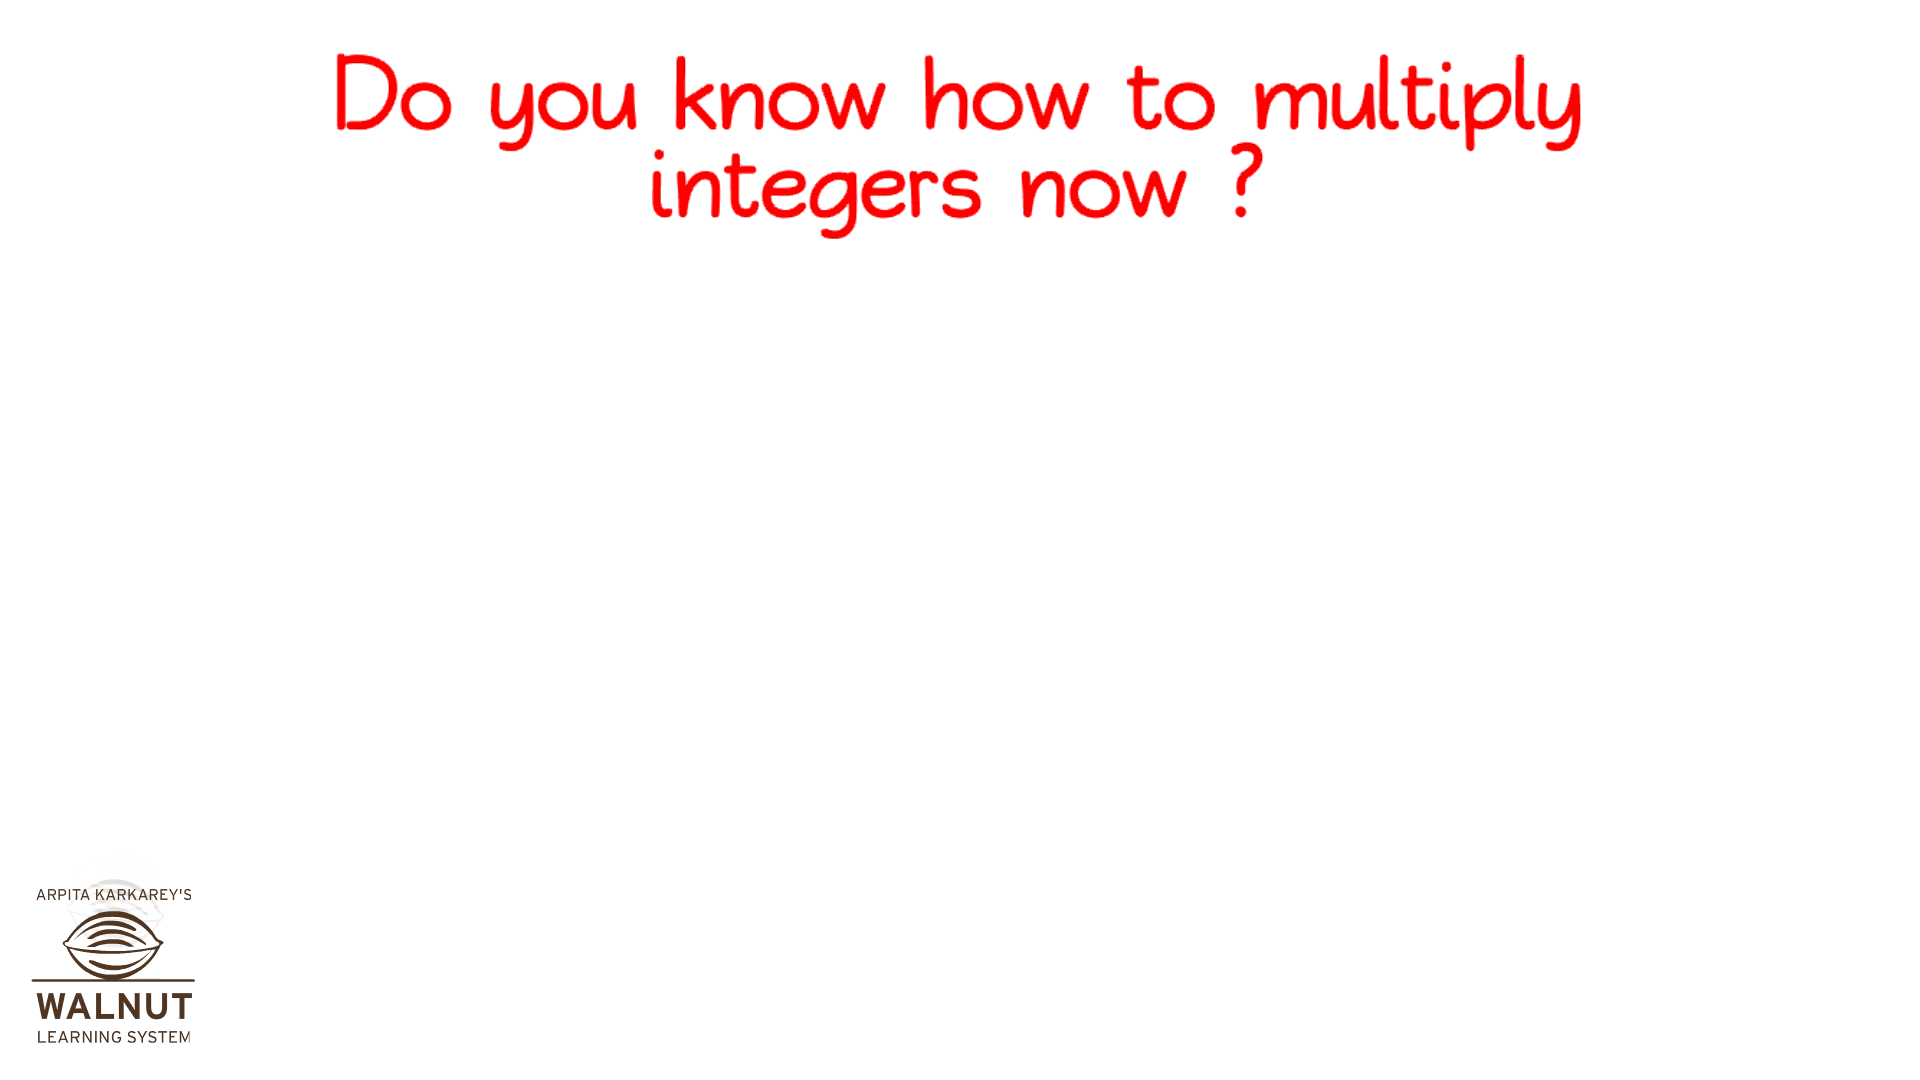 Do you know how to multiply
integers now ?
ARPITA KARKAREY'S
WALNUT
LEARNING SYSTEM